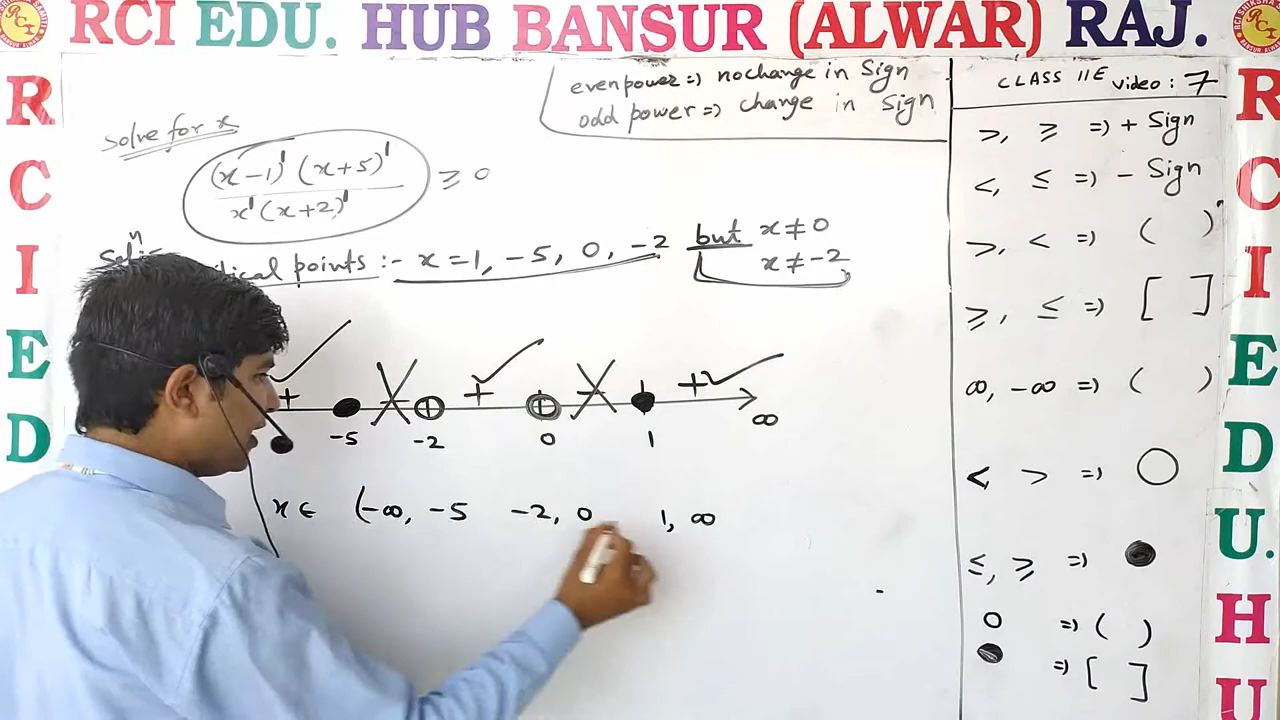 RCI EDU. HUB BANSUR (ALWAR) RAJ.
R
C
I
E
D
R
C
I
E
D
U.
H
U
even power => no change in Sign
odd power => change in Sign
Solve for x
(x-1)¹ (x+5)¹
x¹(x+2)¹
≥ 0
points :- x = 1, -5, 0, -2 but x ≠ 0
x ≠ -2
+ - + - +
-5 -2 0 1 ∞
x ∈ (-∞, -5 -2, 0 1, ∞
CLASS 11E video : 7
>, ≥ => + Sign
<, ≤ => - Sign
>, < => ( )
≥, ≤ => [ ]
∞, -∞ => ( )
< > => ○
≤, ≥ => ●
○ => ( )
● => [ ]